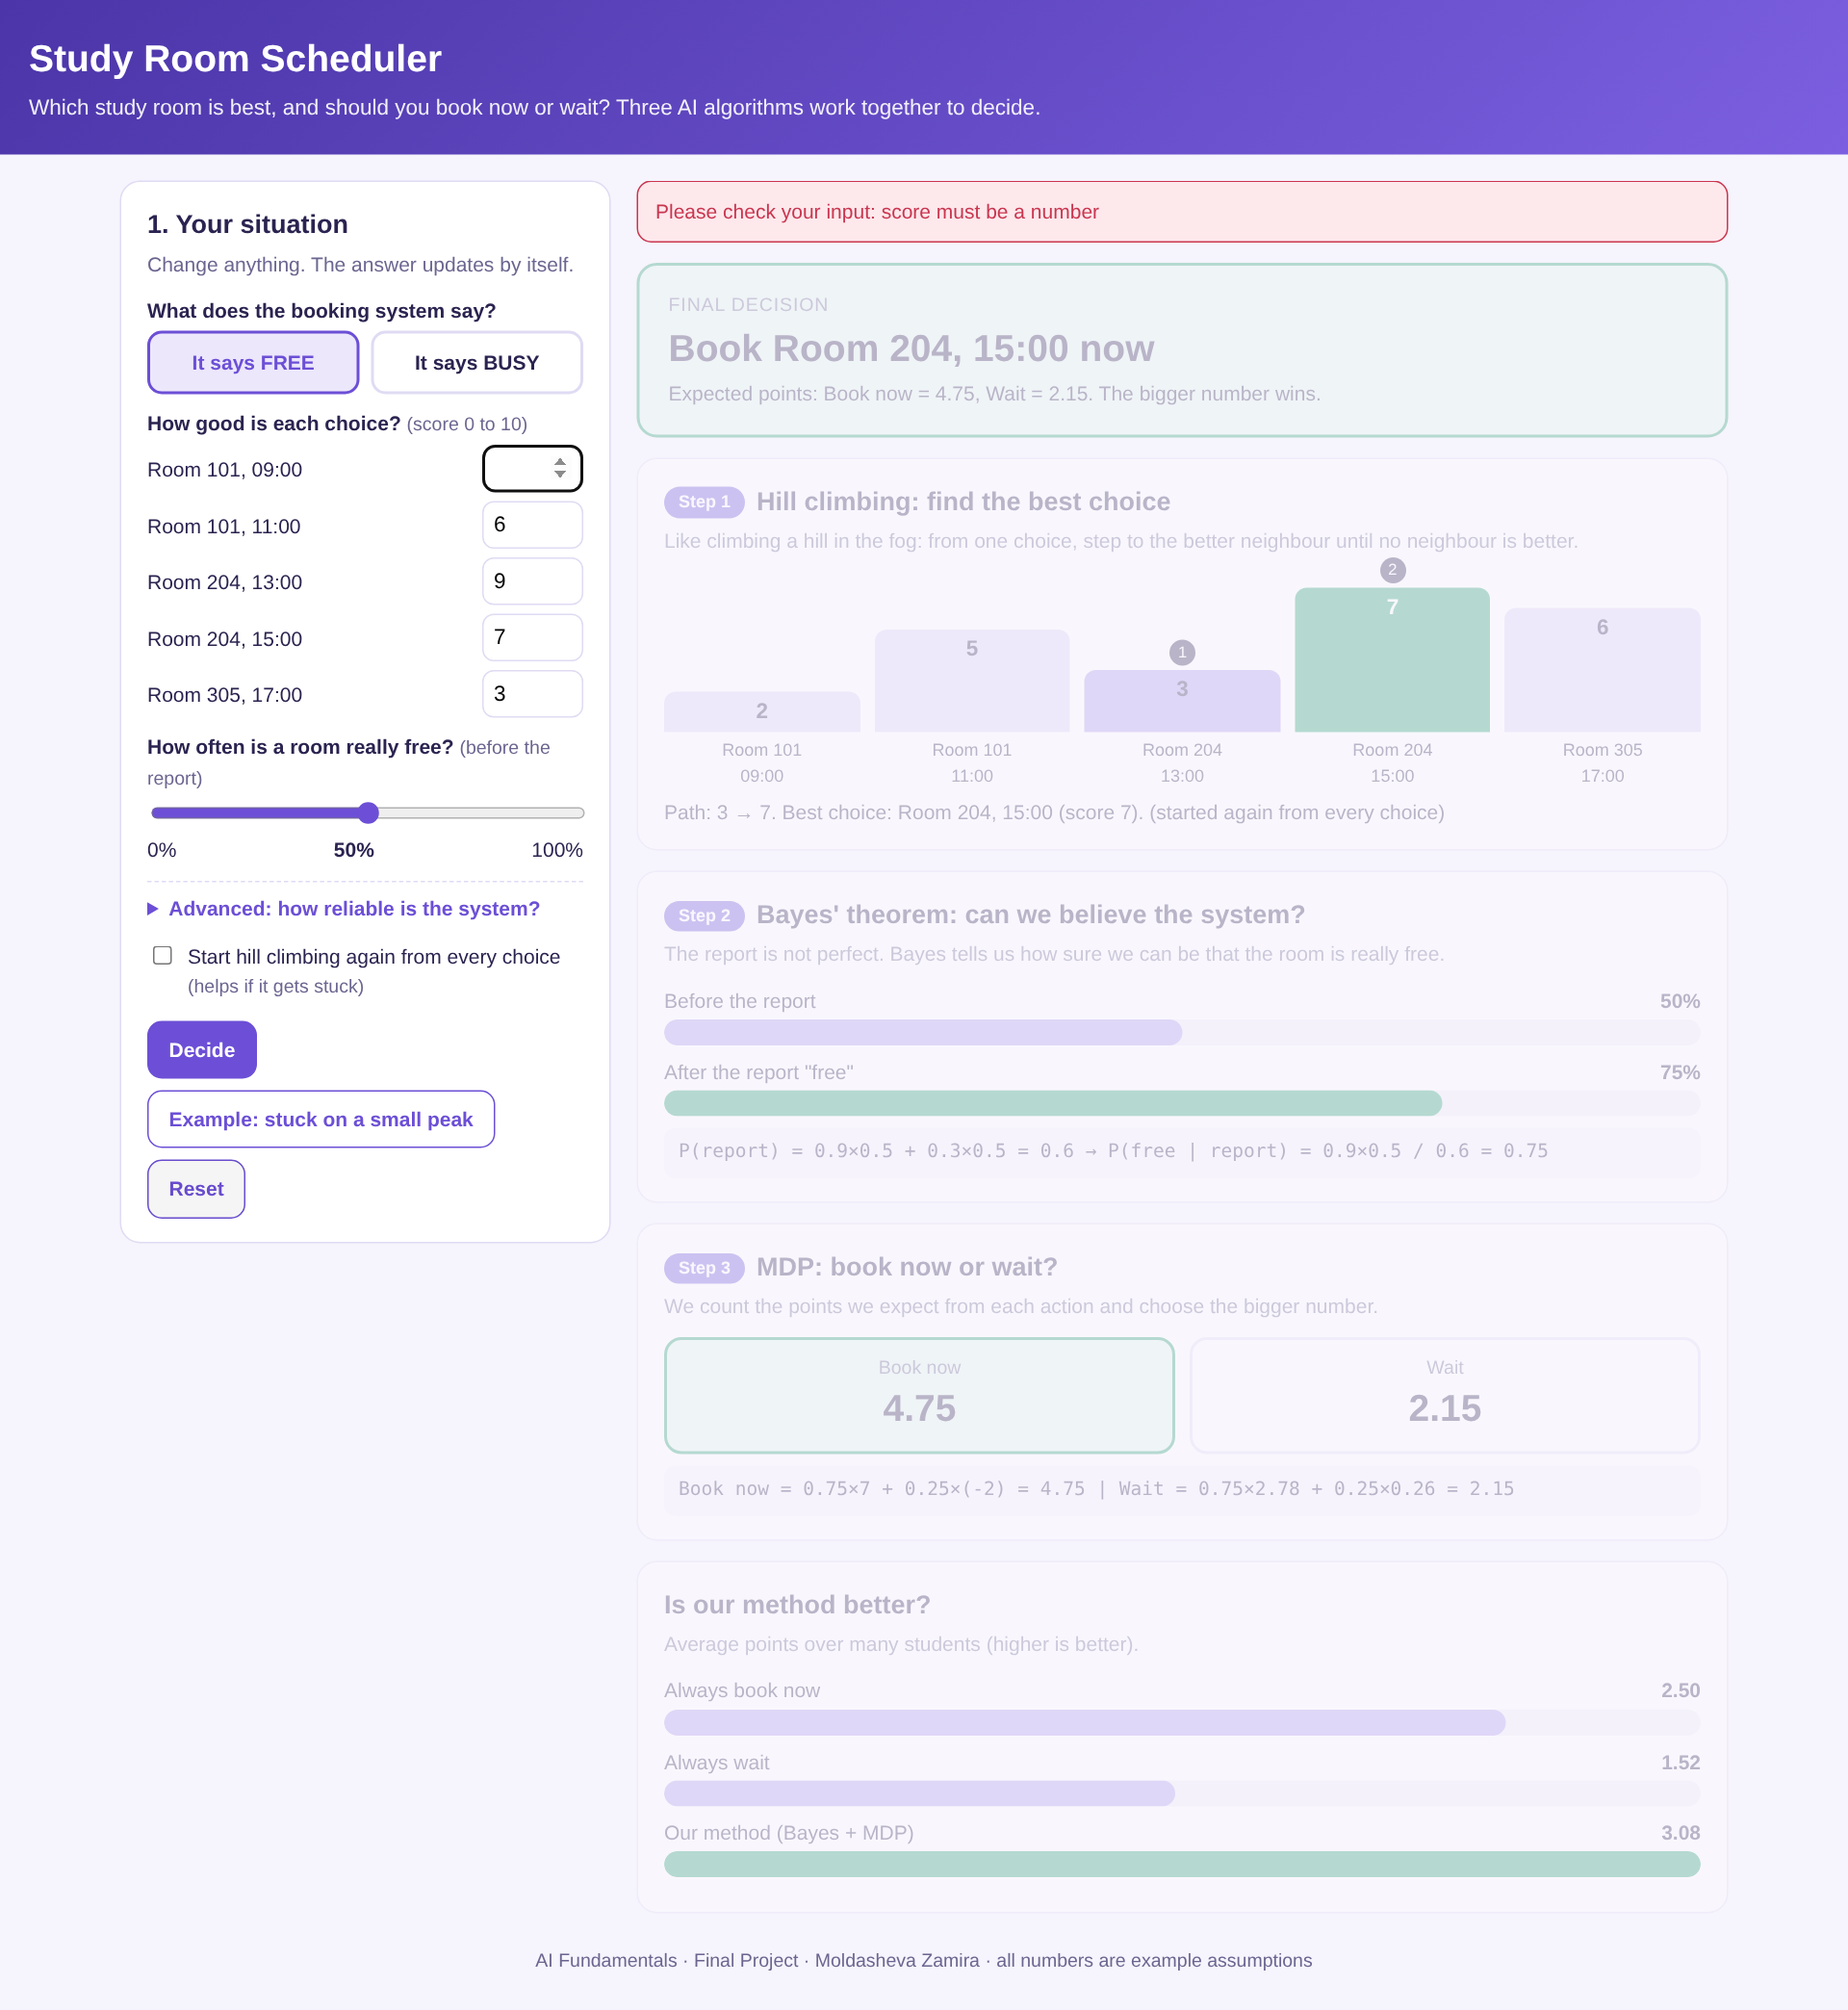 Study Room Scheduler
Which study room is best, and should you book now or wait? Three AI algorithms work together to decide.
1. Your situation
Change anything. The answer updates by itself.
What does the booking system say?
It says FREE
It says BUSY
How good is each choice? (score 0 to 10)
Room 101, 09:00
Room 101, 11:00
6
Room 204, 13:00
9
Room 204, 15:00
7
Room 305, 17:00
3
How often is a room really free? (before the
report)
0%
50%
100%
Advanced: how reliable is the system?
Start hill climbing again from every choice
(helps if it gets stuck)
Decide
Example: stuck on a small peak
Reset
Please check your input: score must be a number
FINAL DECISION
Book Room 204, 15:00 now
Expected points: Book now = 4.75, Wait = 2.15. The bigger number wins.
Step 1
Hill climbing: find the best choice
Like climbing a hill in the fog: from one choice, step to the better neighbour until no neighbour is better.
2
7
6
5
1
3
2
Room 101
09:00
Room 101
11:00
Room 204
13:00
Room 204
15:00
Room 305
17:00
Path: 3 → 7. Best choice: Room 204, 15:00 (score 7). (started again from every choice)
Step 2
Bayes' theorem: can we believe the system?
The report is not perfect. Bayes tells us how sure we can be that the room is really free.
Before the report
50%
After the report "free"
75%
P(report) = 0.9×0.5 + 0.3×0.5 = 0.6 → P(free | report) = 0.9×0.5 / 0.6 = 0.75
Step 3
MDP: book now or wait?
We count the points we expect from each action and choose the bigger number.
Book now
4.75
Wait
2.15
Book now = 0.75×7 + 0.25×(-2) = 4.75 | Wait = 0.75×2.78 + 0.25×0.26 = 2.15
Is our method better?
Average points over many students (higher is better).
Always book now
2.50
Always wait
1.52
Our method (Bayes + MDP)
3.08
AI Fundamentals · Final Project · Moldasheva Zamira · all numbers are example assumptions